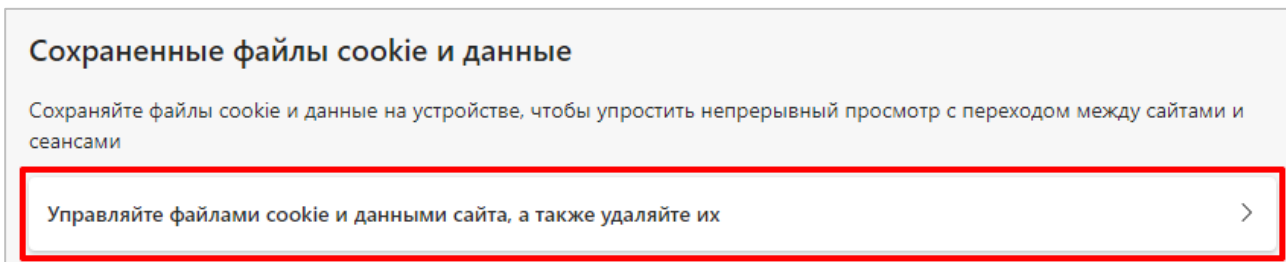 Сохраненные файлы cookie и данные
Сохраняйте файлы cookie и данные на устройстве, чтобы упростить непрерывный просмотр с переходом между сайтами и
сеансами
Управляйте файлами cookie и данными сайта, а также удаляйте их